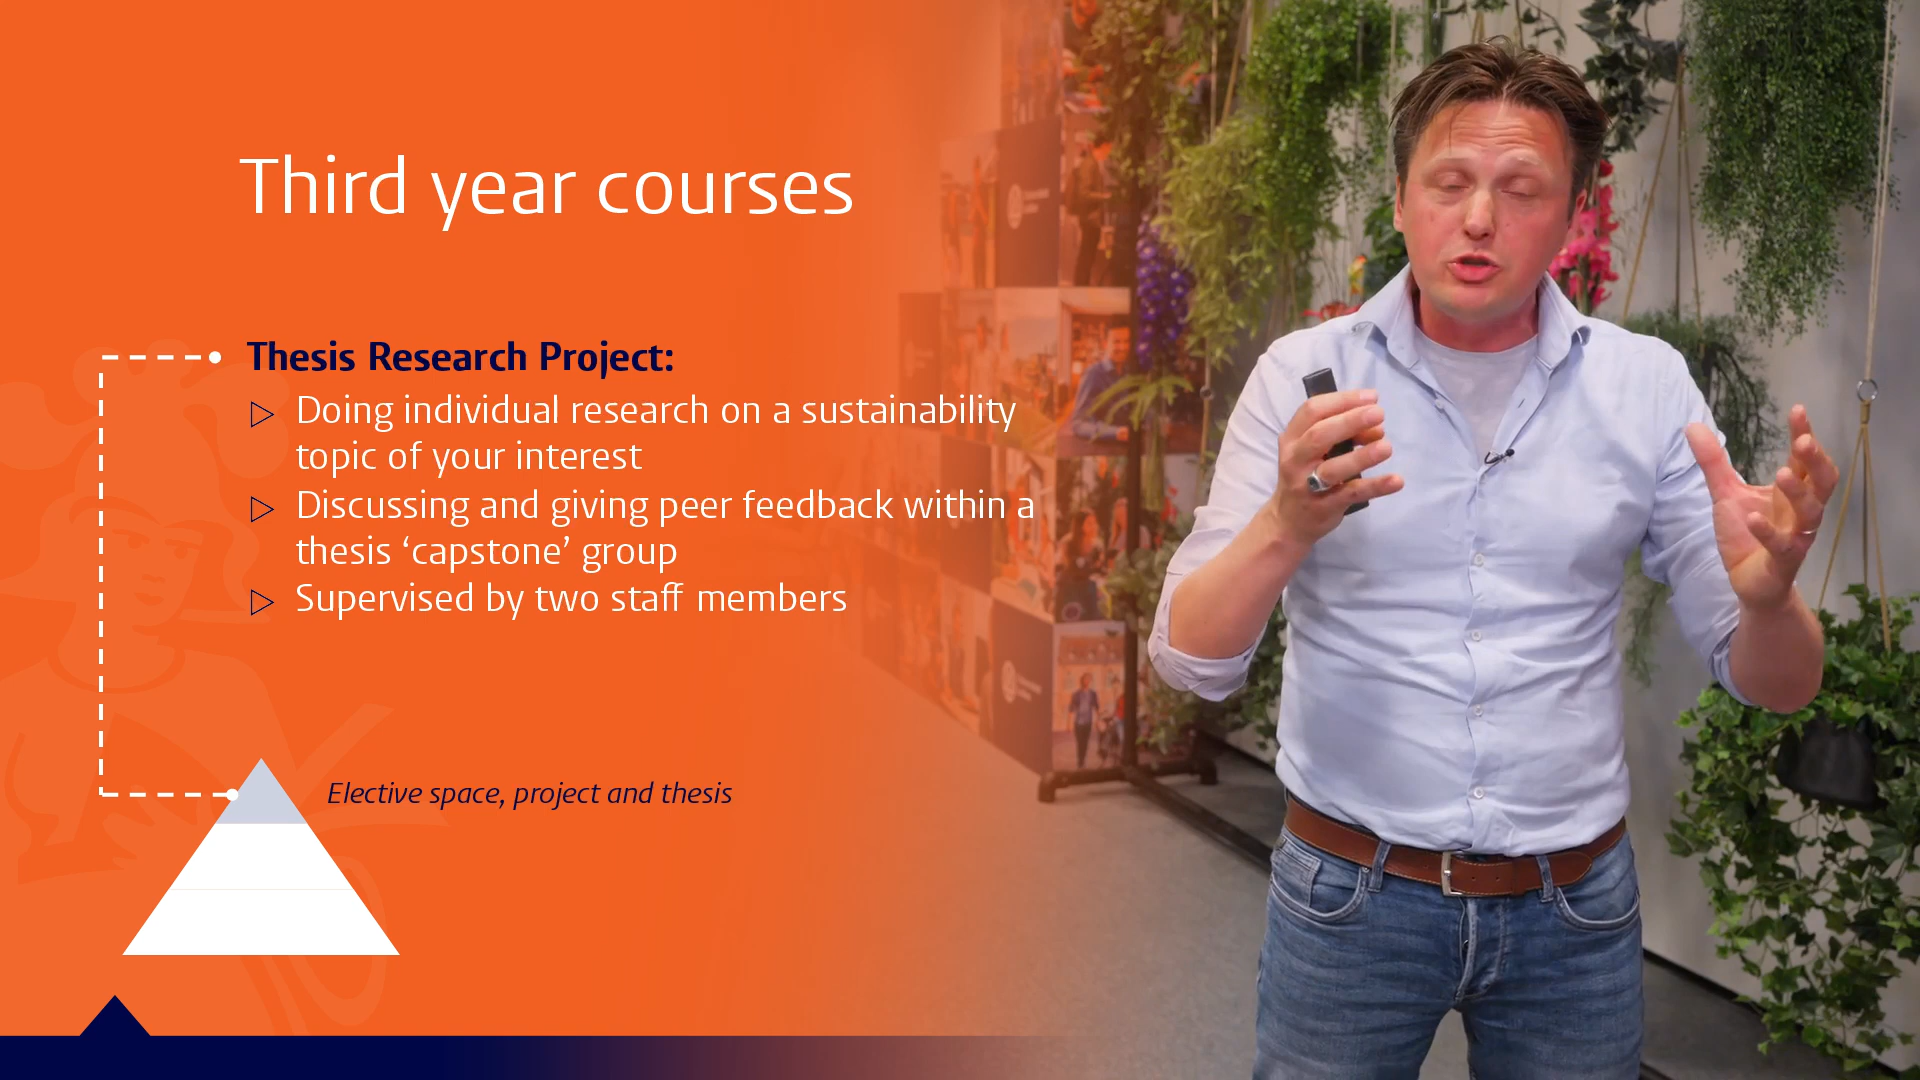 Third year courses
Thesis Research Project:
Doing individual research on a sustainability
topic of your interest
Discussing and giving peer feedback within a
thesis ‘capstone’ group
Supervised by two staff members
Elective space, project and thesis